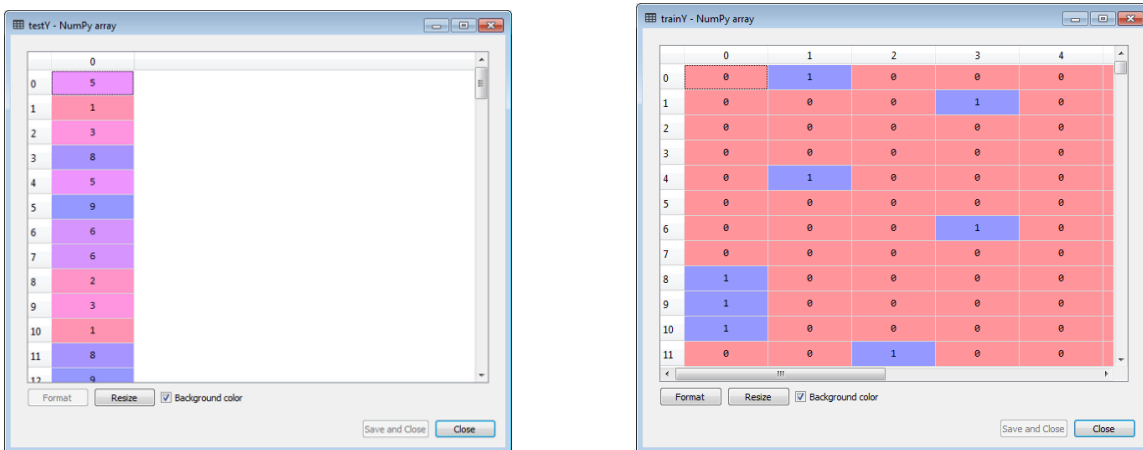 testY - NumPy array
0
0 5
1 1
2 3
3 8
4 5
5 9
6 6
7 6
8 2
9 3
10 1
11 8
12 9
Format Resize Background color
Save and Close Close
trainY - NumPy array
0 1 2 3 4
0 0 1 0 0 0
1 0 0 0 1 0
2 0 0 0 0 0
3 0 0 0 0 0
4 0 1 0 0 0
5 0 0 0 0 0
6 0 0 0 1 0
7 0 0 0 0 0
8 1 0 0 0 0
9 1 0 0 0 0
10 1 0 0 0 0
11 0 0 1 0 0
Format Resize Background color
Save and Close Close